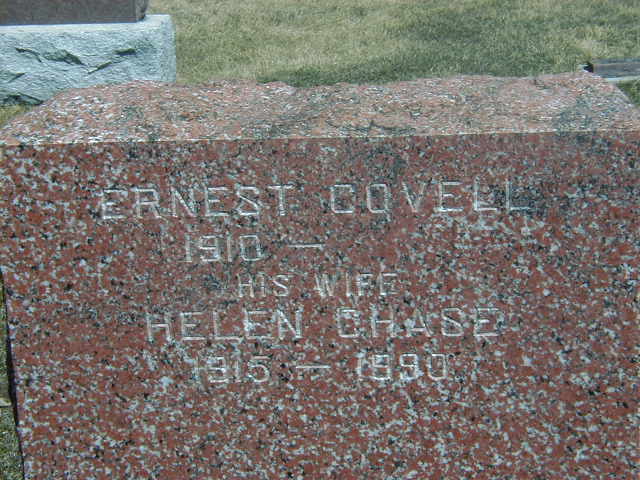 ERNEST COVELL
1910 —
HIS WIFE
HELEN CHASE
1915 — 1990